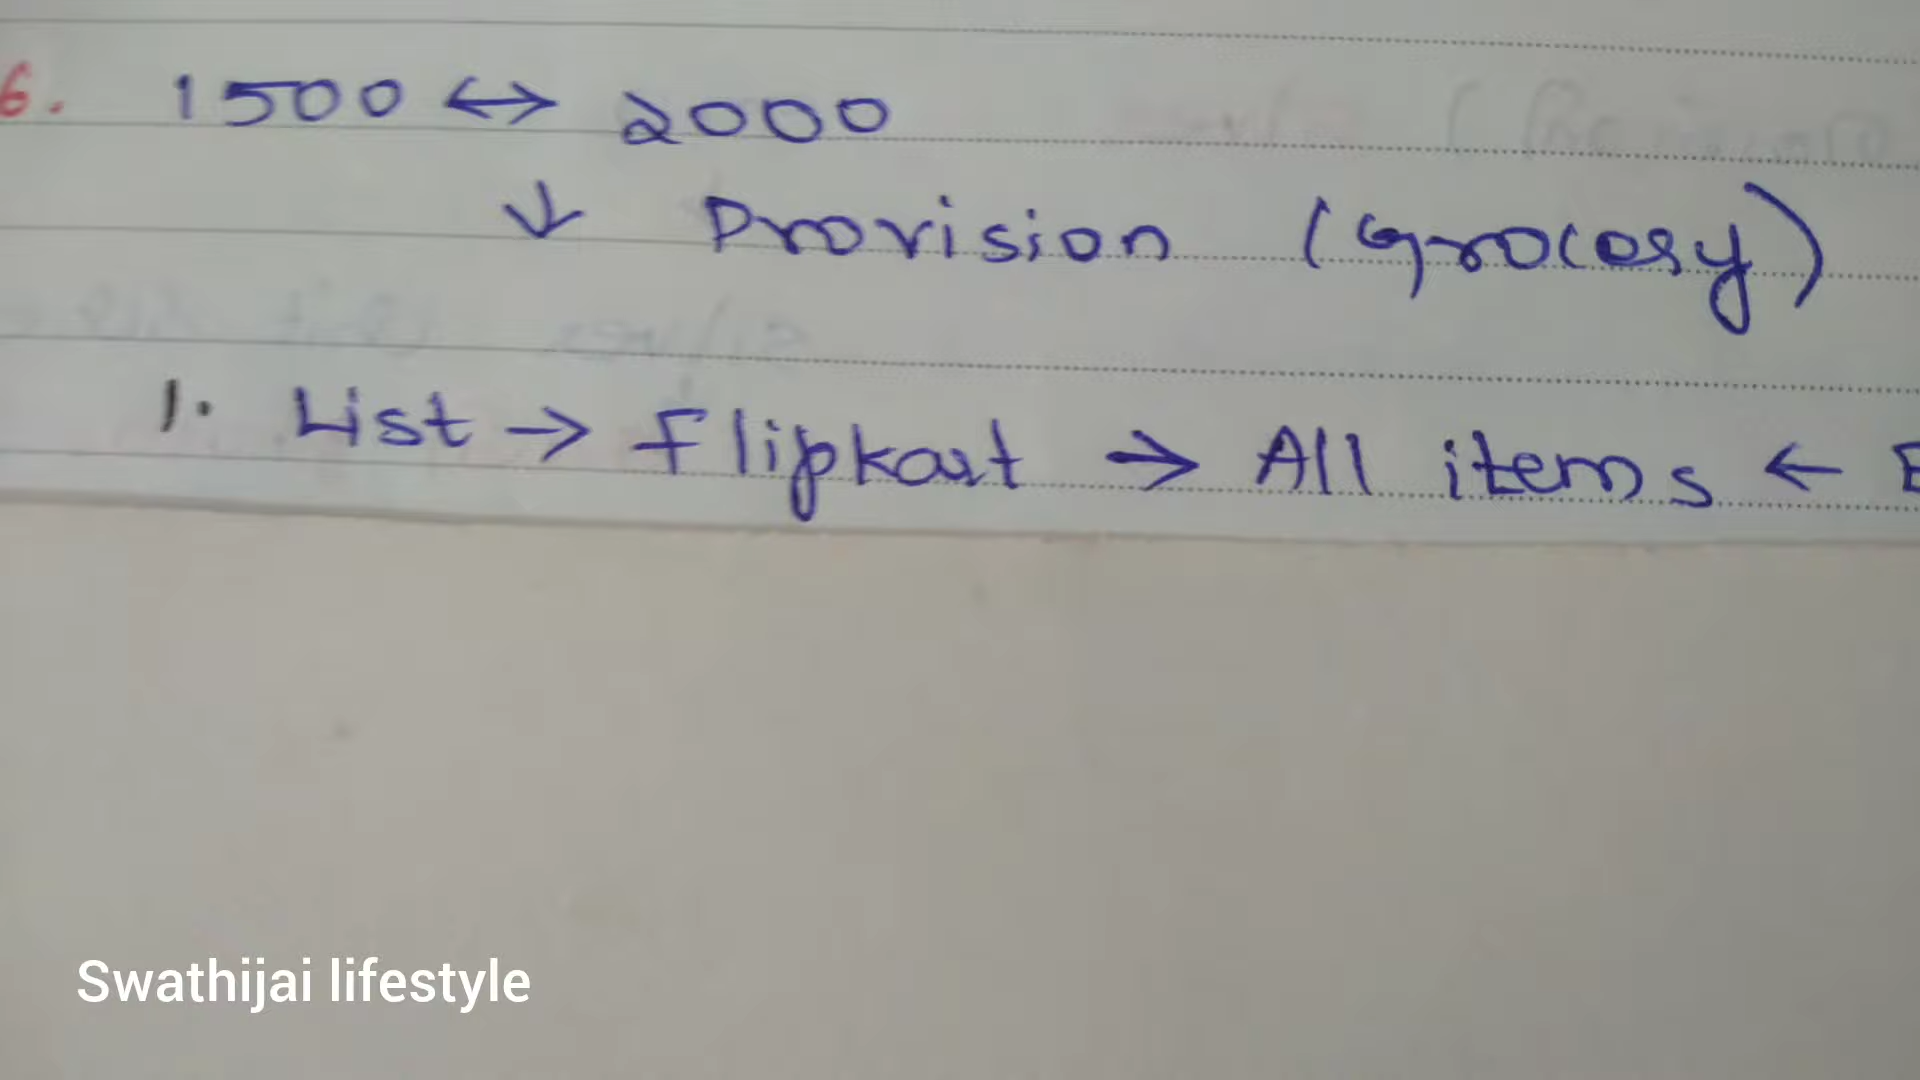 6. 1500 ↔ 2000
↓ Provision (Grocery)
1. List → Flipkart → All items ←
Swathijai lifestyle